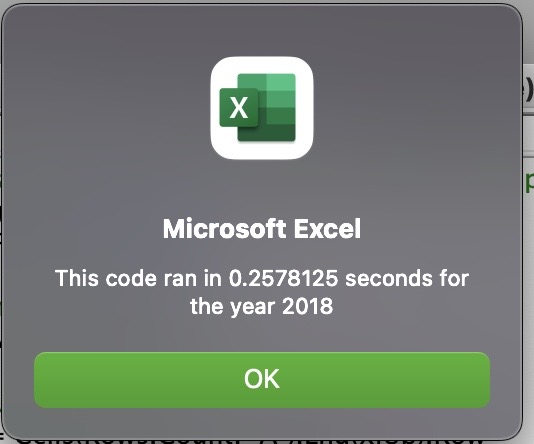 X
Microsoft Excel
This code ran in 0.2578125 seconds for
the year 2018
OK